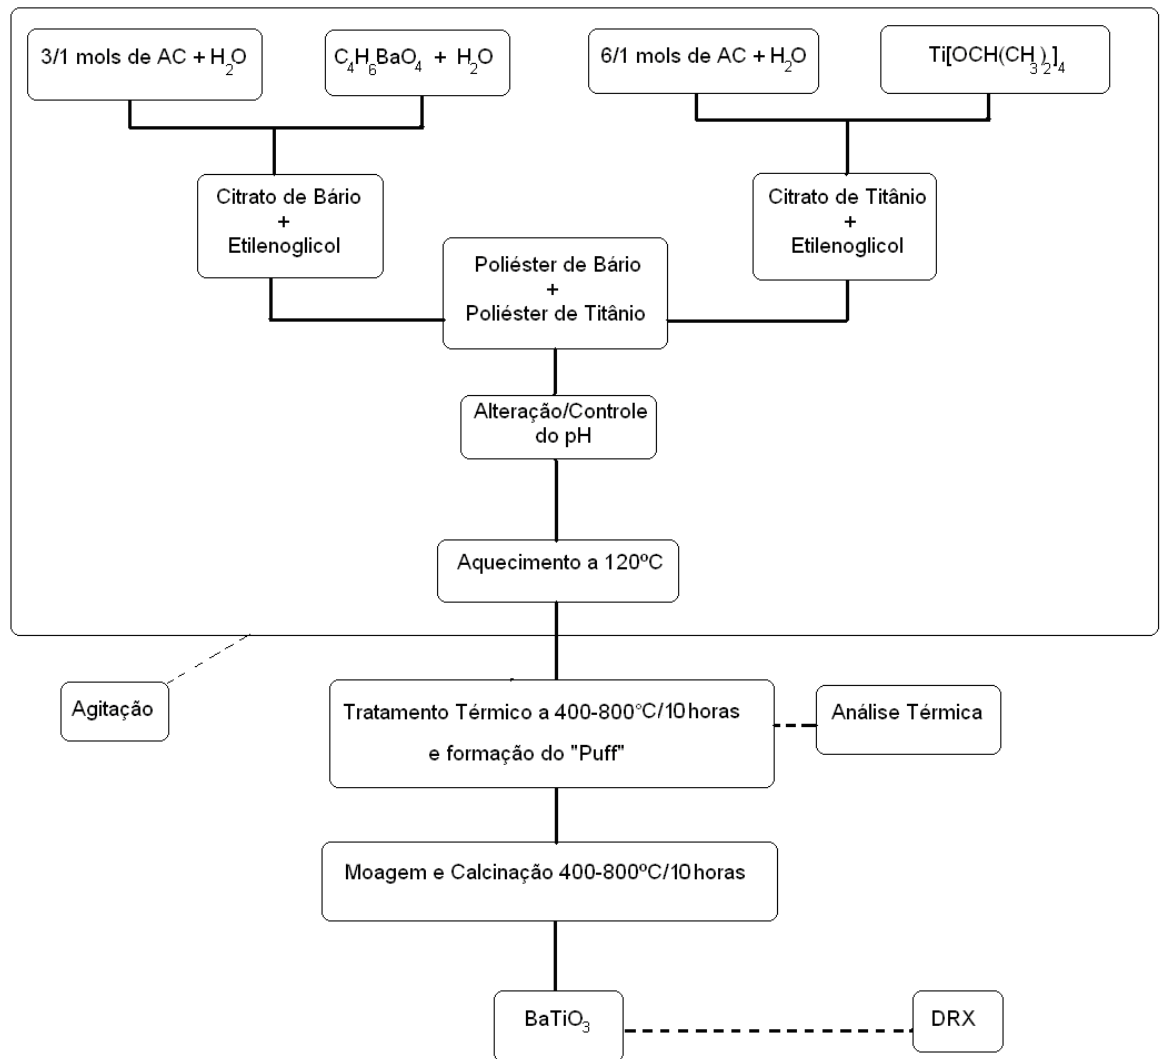 3/1 mols de AC + H₂O
C₄H₆BaO₄ + H₂O
6/1 mols de AC + H₂O
Ti[OCH(CH₃)₂]₄
Citrato de Bário
+
Etilenoglicol
Citrato de Titânio
+
Etilenoglicol
Poliéster de Bário
+
Poliéster de Titânio
Alteração/Controle
do pH
Aquecimento a 120ºC
Agitação
Tratamento Térmico a 400-800°C/10 horas
e formação do "Puff"
Análise Térmica
Moagem e Calcinação 400-800ºC/10 horas
BaTiO₃
DRX